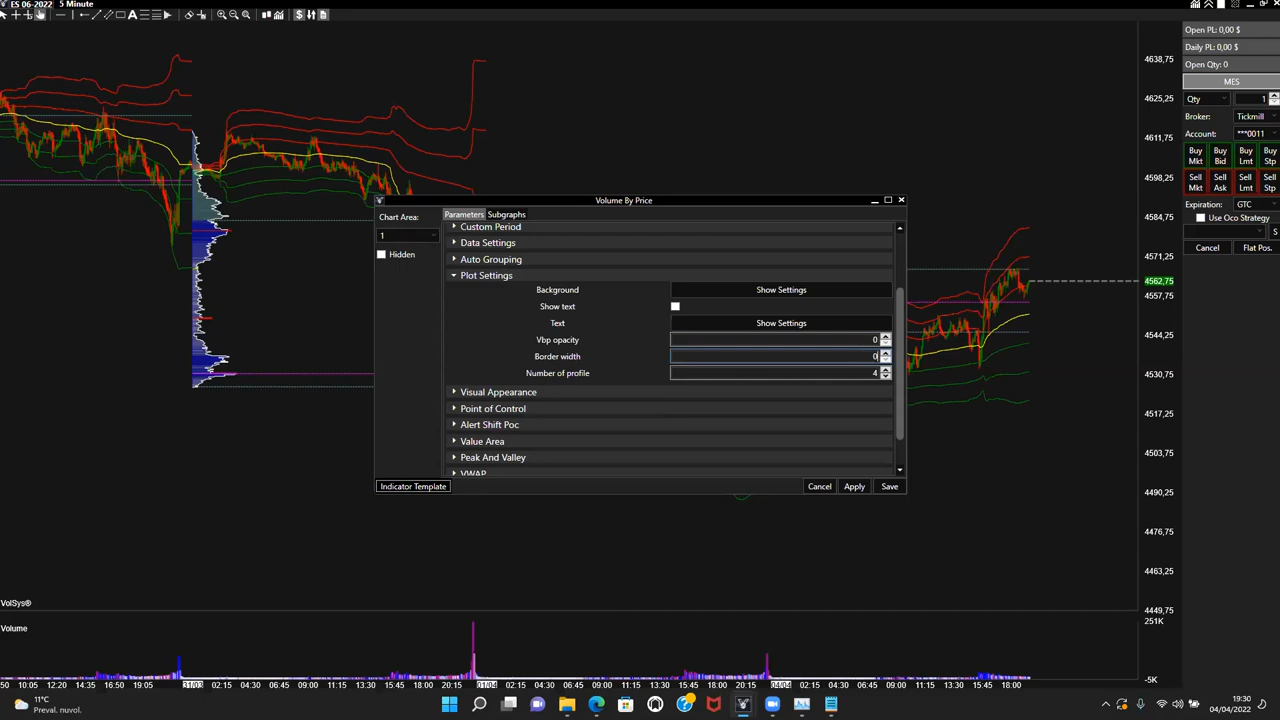 ES 06-2022 5 Minute
Open PL: 0,00 $
Daily PL: 0,00 $
Open Qty: 0
MES
Qty 1
Broker: Tickmill
Account: ***0011
Buy Mkt Buy Bid Buy Lmt Buy Stp
Sell Mkt Sell Ask Sell Lmt Sell Stp
Expiration: GTC
Use Oco Strategy
S
Cancel Flat Pos.
4638,75
4625,25
4611,75
4598,25
4584,75
4571,25
4562,75
4557,75
4544,25
4530,75
4517,25
4503,75
4490,25
4476,75
4463,25
4449,75
251K
-5K
Volume By Price
Chart Area:
1
Hidden
Parameters Subgraphs
Custom Period
Data Settings
Auto Grouping
Plot Settings
Background Show Settings
Show text
Text Show Settings
Vbp opacity 0
Border width 0
Number of profile 4
Visual Appearance
Point of Control
Alert Shift Poc
Value Area
Peak And Valley
VWAP
Indicator Template Cancel Apply Save
VolSys®
Volume
50 10:05 12:20 14:35 16:50 19:05 31/03 02:15 06:45 09:00 11:15 13:30 15:45 18:00 01/04 02:15 04:30 06:45 09:00 11:15 13:30 15:45 18:00 04/04 02:15 04:30 06:45 09:00 11:15 13:30 15:45 18:00
11°C
Preval. nuvol.
19:30
04/04/2022